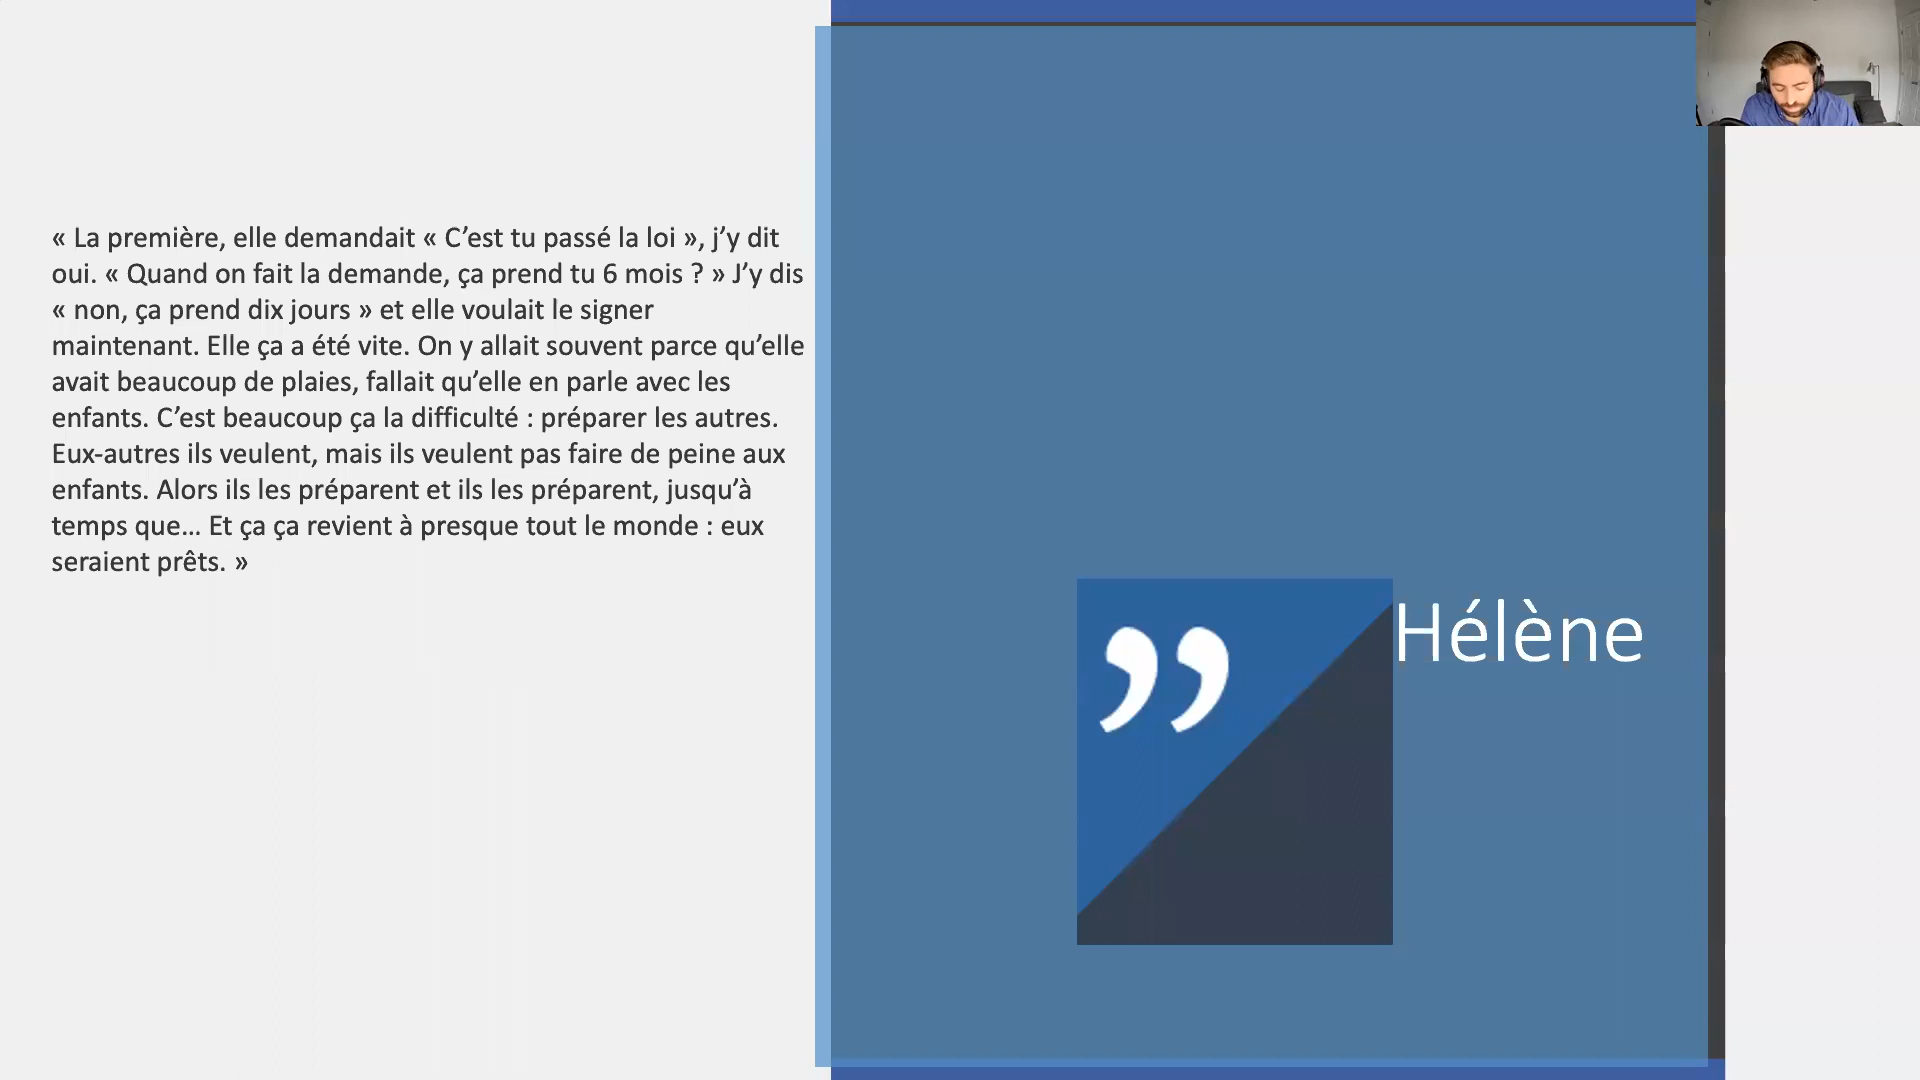 « La première, elle demandait « C’est tu passé la loi », j’y dit
oui. « Quand on fait la demande, ça prend tu 6 mois ? » J’y dis
« non, ça prend dix jours » et elle voulait le signer
maintenant. Elle ça a été vite. On y allait souvent parce qu’elle
avait beaucoup de plaies, fallait qu’elle en parle avec les
enfants. C’est beaucoup ça la difficulté : préparer les autres.
Eux-autres ils veulent, mais ils veulent pas faire de peine aux
enfants. Alors ils les préparent et ils les préparent, jusqu’à
temps que… Et ça ça revient à presque tout le monde : eux
seraient prêts. »
”
Hélène